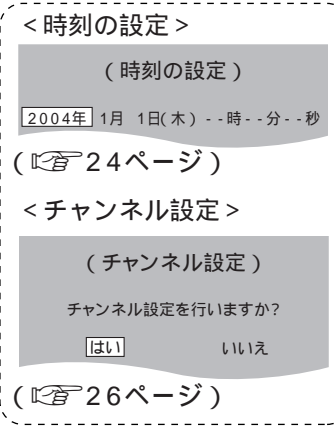 <時刻の設定>
(時刻の設定)
2004年 1月 1日(木) --時--分--秒
(☞24ページ)
<チャンネル設定>
(チャンネル設定)
チャンネル設定を行いますか?
はい いいえ
(☞26ページ)